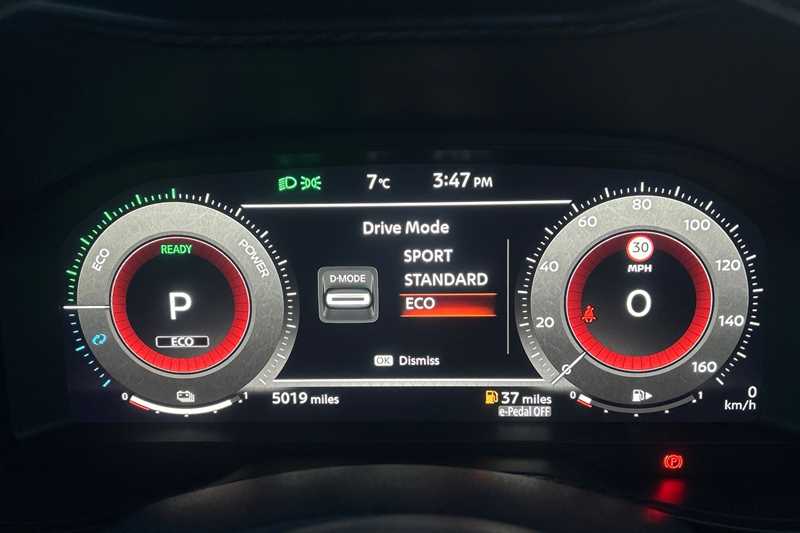 7°C 3:47 PM
Drive Mode
SPORT
STANDARD
ECO
D-MODE
OK Dismiss
READY
P
ECO
ECO
POWER
0 1
5019 miles
37 miles
e-Pedal OFF
0 20 40 60 80 100 120 140 160
30
MPH
0
0 1
0
km/h
P